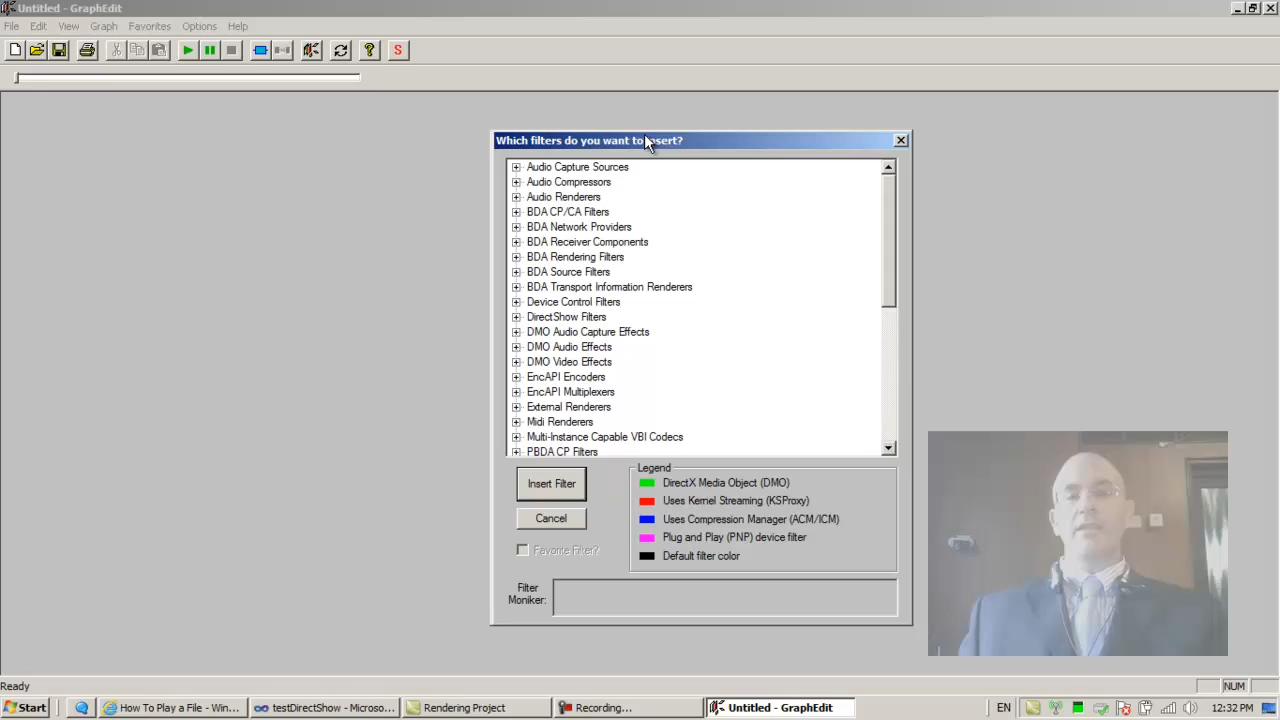 Untitled - GraphEdit
File Edit View Graph Favorites Options Help
S
Which filters do you want to insert?
Audio Capture Sources
Audio Compressors
Audio Renderers
BDA CP/CA Filters
BDA Network Providers
BDA Receiver Components
BDA Rendering Filters
BDA Source Filters
BDA Transport Information Renderers
Device Control Filters
DirectShow Filters
DMO Audio Capture Effects
DMO Audio Effects
DMO Video Effects
EncAPI Encoders
EncAPI Multiplexers
External Renderers
Midi Renderers
Multi-Instance Capable VBI Codecs
PBDA CP Filters
Insert Filter
Cancel
Favorite Filter?
Legend
DirectX Media Object (DMO)
Uses Kernel Streaming (KSProxy)
Uses Compression Manager (ACM/ICM)
Plug and Play (PNP) device filter
Default filter color
Filter
Moniker:
Ready
NUM
Start How To Play a File - Win... testDirectShow - Microso... Rendering Project Recording... Untitled - GraphEdit EN 12:32 PM